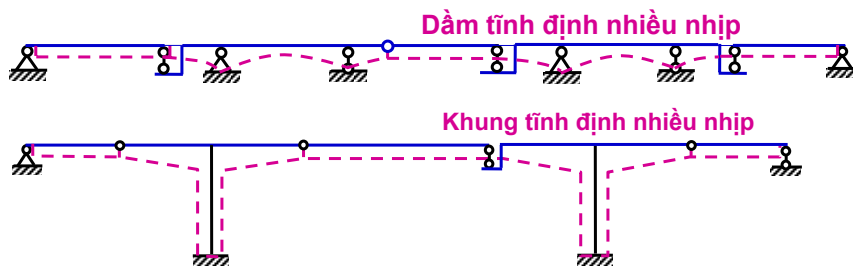 Dầm tĩnh định nhiều nhịp
Khung tĩnh định nhiều nhịp